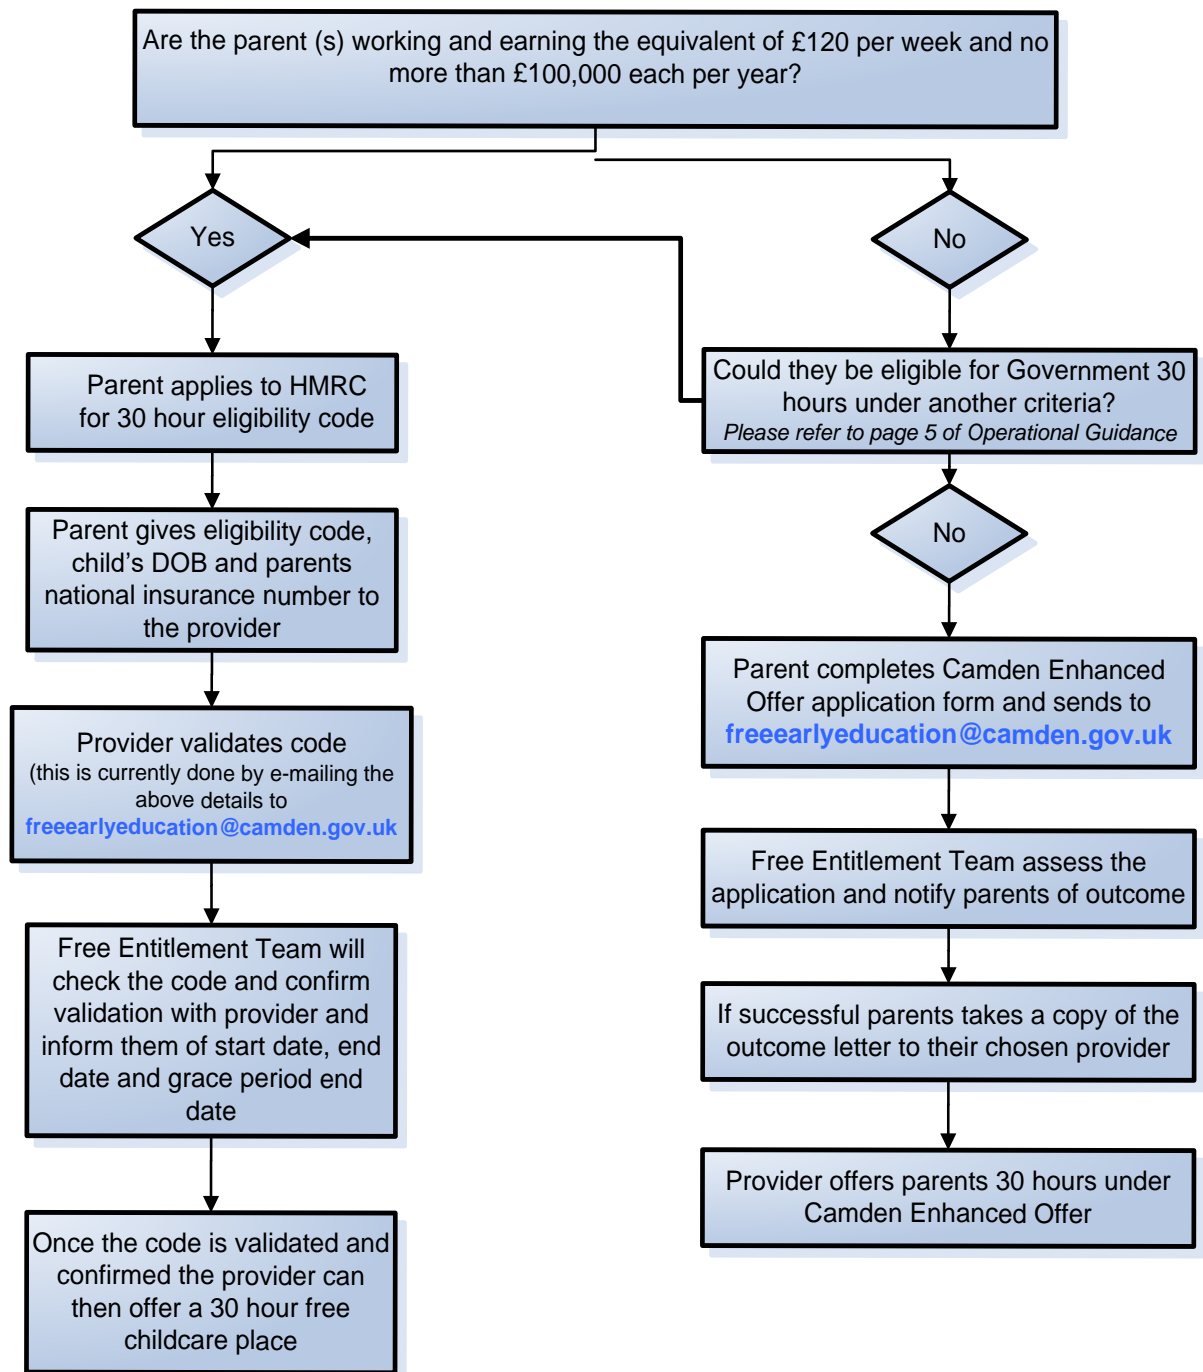 Are the parent (s) working and earning the equivalent of £120 per week and no
more than £100,000 each per year?
Yes
No
Parent applies to HMRC
for 30 hour eligibility code
Could they be eligible for Government 30
hours under another criteria?
Please refer to page 5 of Operational Guidance
Parent gives eligibility code,
child’s DOB and parents
national insurance number to
the provider
No
Provider validates code
(this is currently done by e-mailing the
above details to
freeearlyeducation@camden.gov.uk
Parent completes Camden Enhanced
Offer application form and sends to
freeearlyeducation@camden.gov.uk
Free Entitlement Team will
check the code and confirm
validation with provider and
inform them of start date, end
date and grace period end
date
Free Entitlement Team assess the
application and notify parents of outcome
If successful parents takes a copy of the
outcome letter to their chosen provider
Once the code is validated and
confirmed the provider can
then offer a 30 hour free
childcare place
Provider offers parents 30 hours under
Camden Enhanced Offer